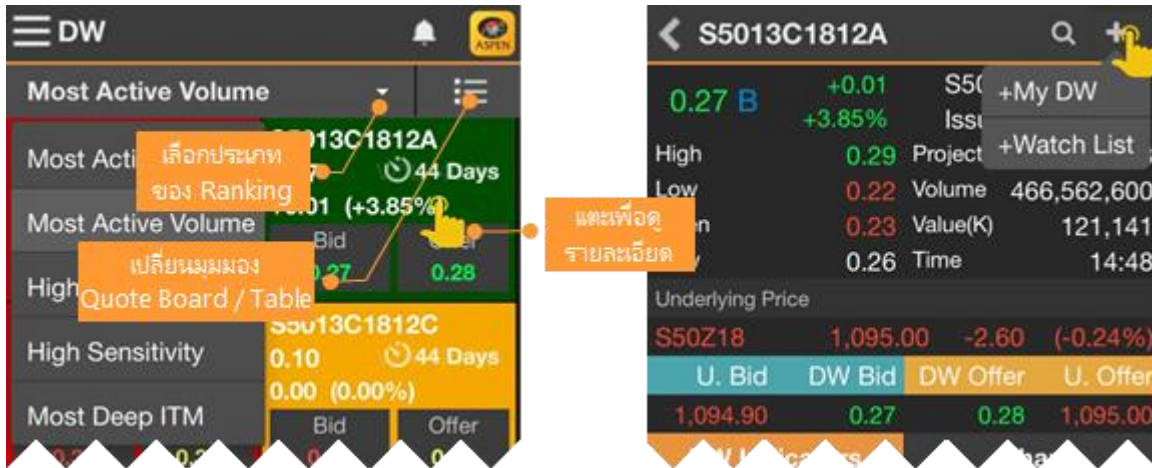 DW
ASPEN
Most Active Volume
Most Acti
เลือกประเภท
ของ Ranking
S5013C1812A
44 Days
Most Active Volume
(+3.85%)
Bid
0.27
0.28
เปลี่ยนมุมมอง
Quote Board / Table
High
S5013C1812C
High Sensitivity
0.10
44 Days
0.00 (0.00%)
Most Deep ITM
Bid
Offer
แตะเพื่อดู
รายละเอียด
S5013C1812A
0.27 B
+0.01
+3.85%
+My DW
+Watch List
High 0.29 Project
Low 0.22 Volume 466,562,600
0.23 Value(K) 121,141
0.26 Time 14:48
Underlying Price
S50Z18 1,095.00 -2.60 (-0.24%)
U. Bid DW Bid DW Offer U. Offer
1,094.90 0.27 0.28 1,095.00